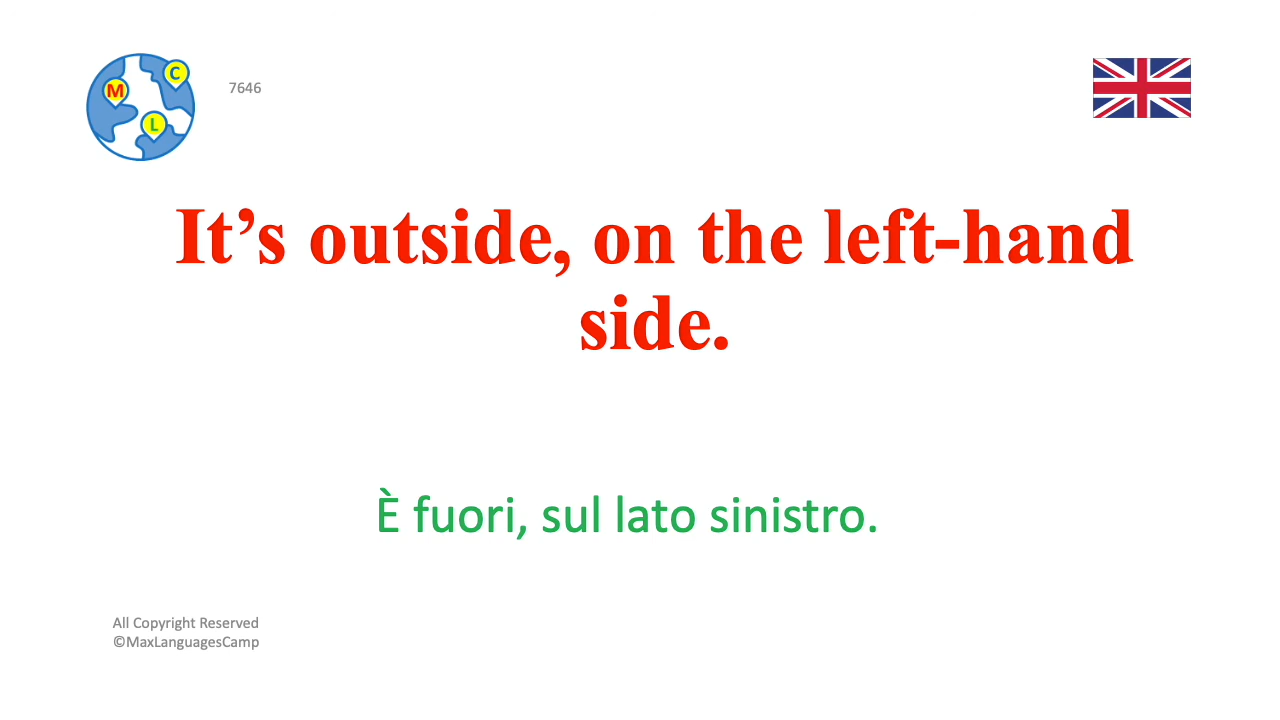 M
C
L
7646
It’s outside, on the left-hand
side.
È fuori, sul lato sinistro.
All Copyright Reserved
©MaxLanguagesCamp